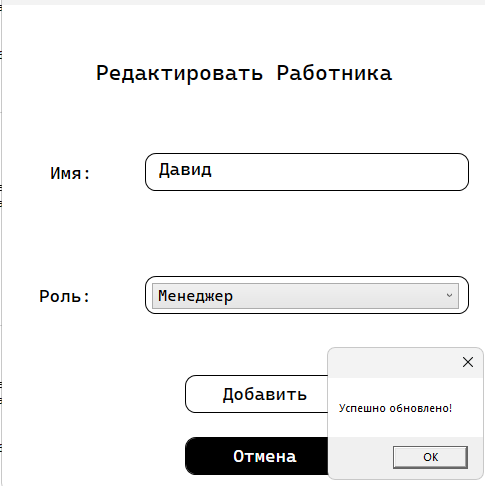 Редактировать Работника
Имя:
Давид
Роль:
Менеджер
Добавить
Успешно обновлено!
OK
Отмена